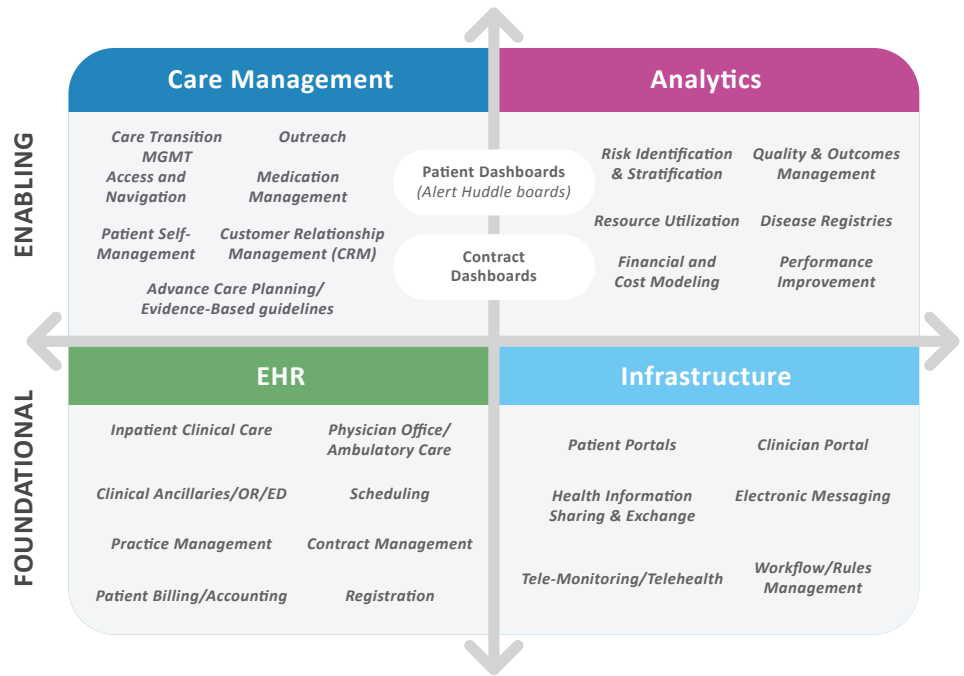 ENABLING
Care Management
Care Transition
MGMT
Outreach
Access and
Navigation
Medication
Management
Patient Self-
Management
Customer Relationship
Management (CRM)
Advance Care Planning/
Evidence-Based guidelines
Patient Dashboards
(Alert Huddle boards)
Contract
Dashboards
Analytics
Risk Identification
& Stratification
Quality & Outcomes
Management
Resource Utilization
Disease Registries
Financial and
Cost Modeling
Performance
Improvement
FOUNDATIONAL
EHR
Inpatient Clinical Care
Physician Office/
Ambulatory Care
Clinical Ancillaries/OR/ED
Scheduling
Practice Management
Contract Management
Patient Billing/Accounting
Registration
Infrastructure
Patient Portals
Clinician Portal
Health Information
Sharing & Exchange
Electronic Messaging
Tele-Monitoring/Telehealth
Workflow/Rules
Management